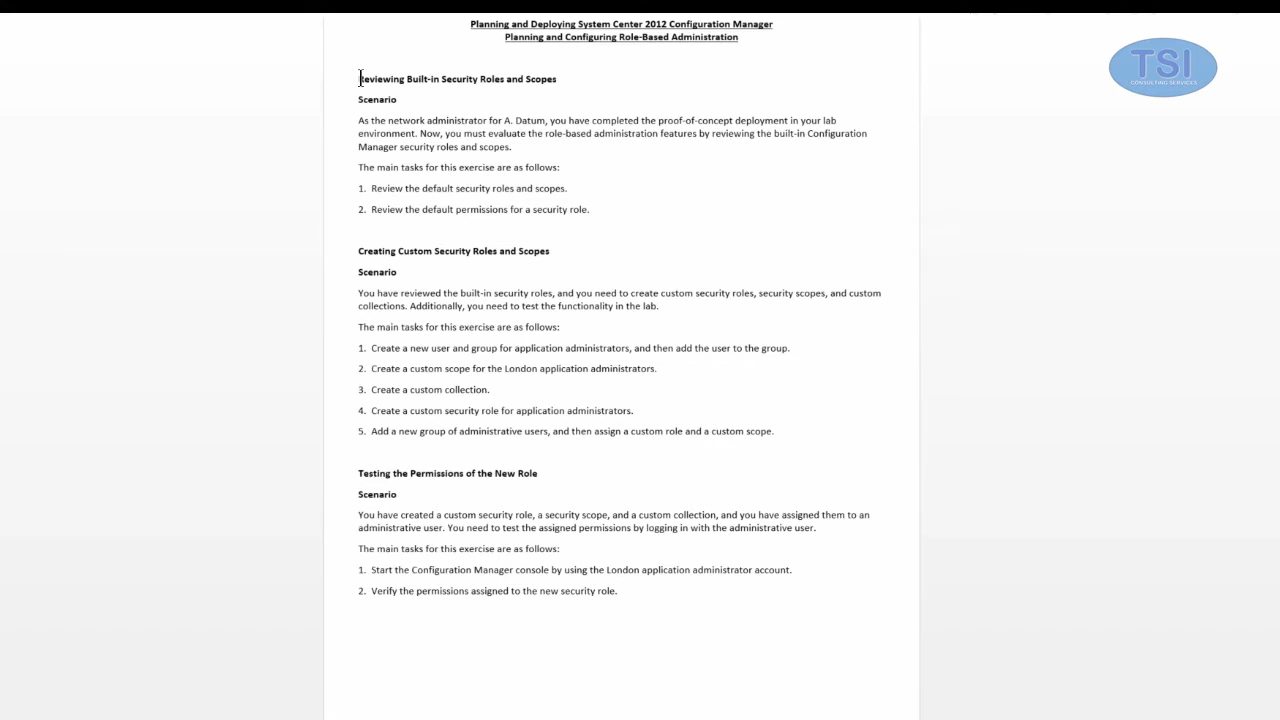 Planning and Deploying System Center 2012 Configuration Manager
Planning and Configuring Role-Based Administration
TSI
CONSULTING SERVICES
Reviewing Built-in Security Roles and Scopes
Scenario
As the network administrator for A. Datum, you have completed the proof-of-concept deployment in your lab
environment. Now, you must evaluate the role-based administration features by reviewing the built-in Configuration
Manager security roles and scopes.
The main tasks for this exercise are as follows:
1. Review the default security roles and scopes.
2. Review the default permissions for a security role.
Creating Custom Security Roles and Scopes
Scenario
You have reviewed the built-in security roles, and you need to create custom security roles, security scopes, and custom
collections. Additionally, you need to test the functionality in the lab.
The main tasks for this exercise are as follows:
1. Create a new user and group for application administrators, and then add the user to the group.
2. Create a custom scope for the London application administrators.
3. Create a custom collection.
4. Create a custom security role for application administrators.
5. Add a new group of administrative users, and then assign a custom role and a custom scope.
Testing the Permissions of the New Role
Scenario
You have created a custom security role, a security scope, and a custom collection, and you have assigned them to an
administrative user. You need to test the assigned permissions by logging in with the administrative user.
The main tasks for this exercise are as follows:
1. Start the Configuration Manager console by using the London application administrator account.
2. Verify the permissions assigned to the new security role.